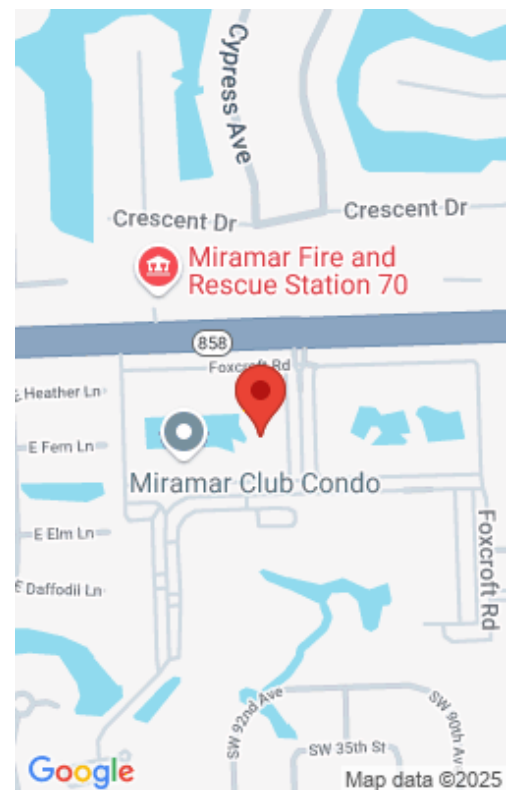 Cypress Ave
Crescent Dr
Crescent Dr
Miramar Fire and
Rescue Station 70
858
Foxcroft Rd
E Heather Ln
E Fern Ln
Miramar Club Condo
E Elm Ln
Foxcroft Rd
E Daffodil Ln
SW 92nd Ave
SW 90th Av
SW 35th St
Google
Map data ©2025